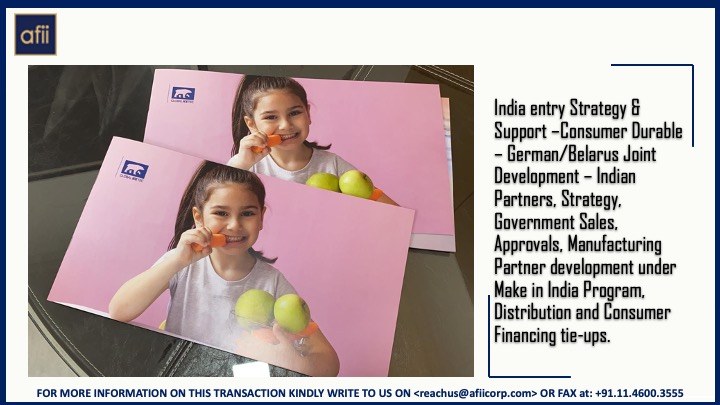 afii
India entry Strategy &
Support –Consumer Durable
– German/Belarus Joint
Development – Indian
Partners, Strategy,
Government Sales,
Approvals, Manufacturing
Partner development under
Make in India Program,
Distribution and Consumer
Financing tie-ups.
FOR MORE INFORMATION ON THIS TRANSACTION KINDLY WRITE TO US ON <reachus@afiicorp.com> OR FAX at: +91.11.4600.3555